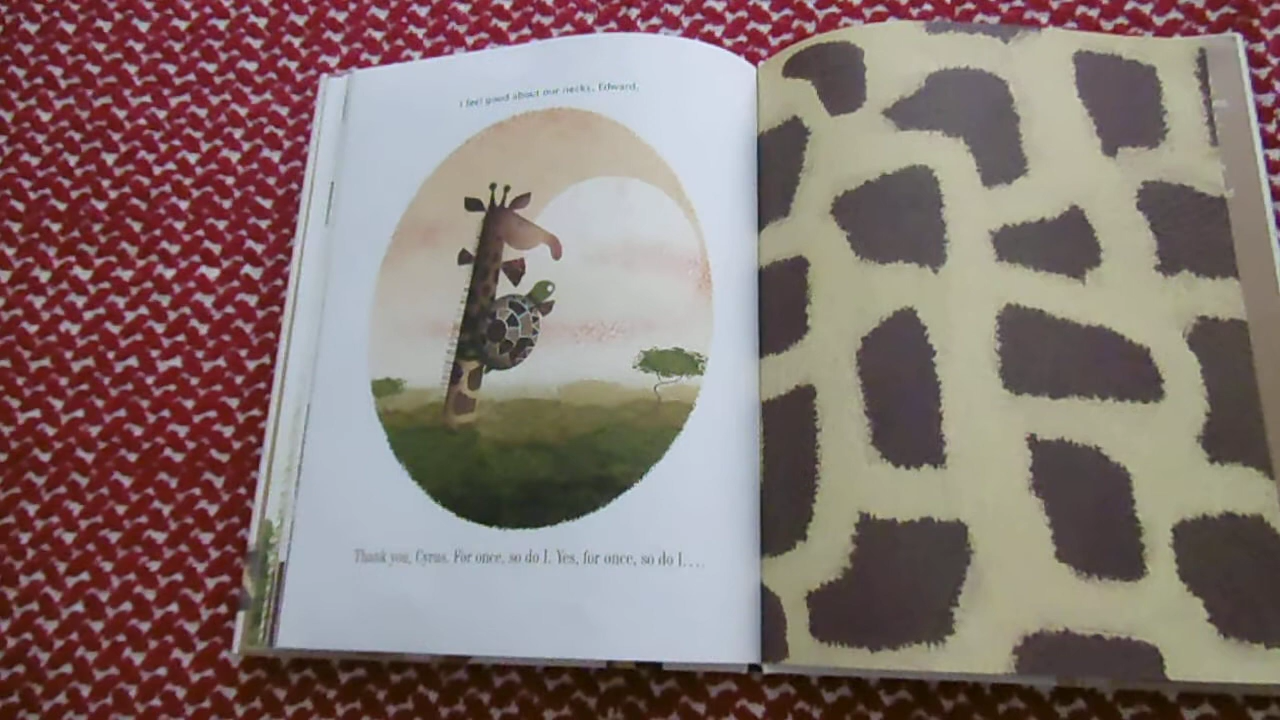 I feel good about our necks, Edward.
Thank you, Cyrus. For once, so do I. Yes, for once, so do I. . . .